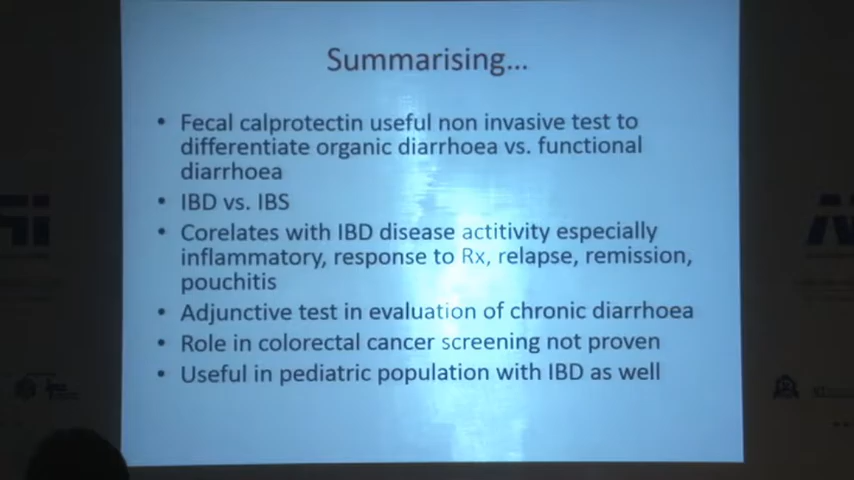 Summarising...
• Fecal calprotectin useful non invasive test to
differentiate organic diarrhoea vs. functional
diarrhoea
• IBD vs. IBS
• Corelates with IBD disease actitivity especially
inflammatory, response to Rx, relapse, remission,
pouchitis
• Adjunctive test in evaluation of chronic diarrhoea
• Role in colorectal cancer screening not proven
• Useful in pediatric population with IBD as well